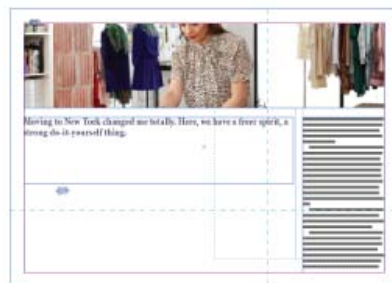 Moving to New York changed me totally. Here, we have a freer spirit, a
strong do-it-yourself thing.